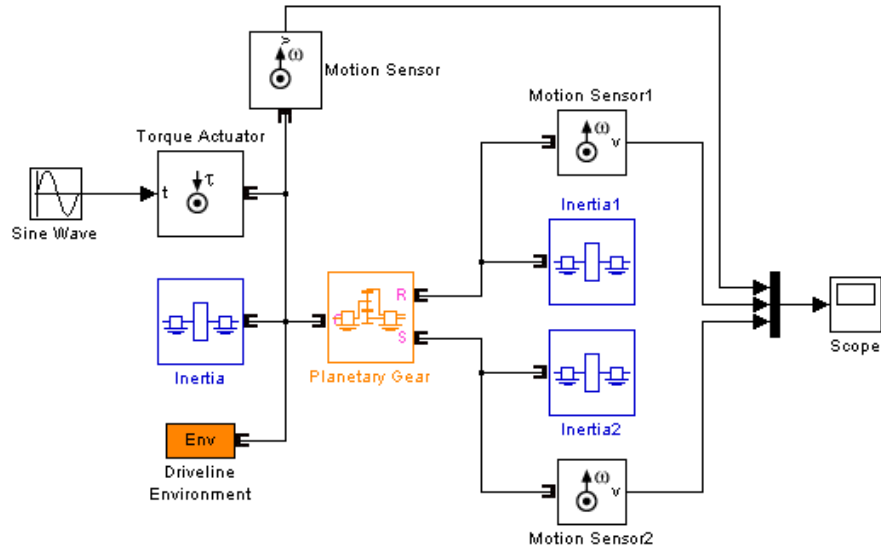 v
ω
Motion Sensor
Motion Sensor1
ω
v
Torque Actuator
t
τ
Sine Wave
Inertia1
R
C
S
Inertia
Planetary Gear
Scope
Inertia2
Env
Driveline
Environment
ω
v
Motion Sensor2